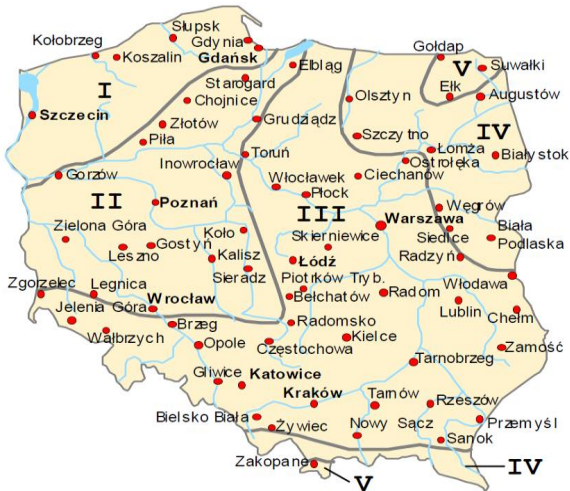 Słupsk
Kołobrzeg
Gdynia
Gdańsk
Koszalin
Elbląg
Gołdap
V
Suwałki
Starogard
I
Chojnice
Olsztyn
Ełk
Augustów
Szczecin
Złotów
Grudziądz
Szczytno
IV
Piła
Łomża
Toruń
Ostrołęka
Białystok
Inowrocław
Gorzów
Włocławek
Ciechanów
II
Płock
Poznań
III
Węgrów
Warszawa
Zielona Góra
Koło
Skierniewice
Siedlce
Biała
Podlaska
Gostyń
Leszno
Kalisz
Łódź
Radzyń
Sieradz
Piotrków Tryb.
Zgorzelec
Legnica
Bełchatów
Radom
Włodawa
Wrocław
Lublin
Jelenia Góra
Chełm
Brzeg
Radomsko
Wałbrzych
Opole
Częstochowa
Kielce
Zamość
Tarnobrzeg
Gliwice
Katowice
Kraków
Tarnów
Rzeszów
Bielsko Biała
Żywiec
Nowy Sącz
Przemyśl
Sanok
Zakopane
V
IV